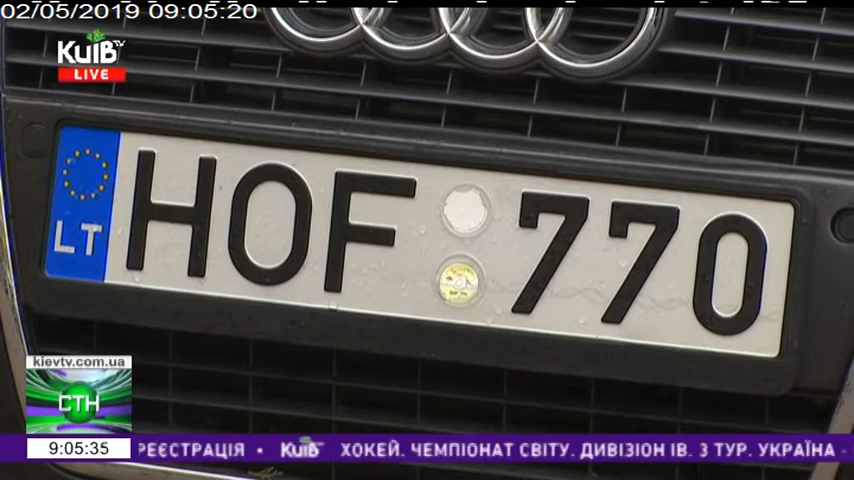 02/05/2019 09:05:20
КиЇВ TV
LIVE
LT HOF 770
kievtv.com.ua
СТН
9:05:35 РЕЄСТРАЦІЯ • КиЇВ ХОКЕЙ. ЧЕМПІОНАТ СВІТУ. ДИВІЗІОН ІВ. 3 ТУР. УКРАЇНА -